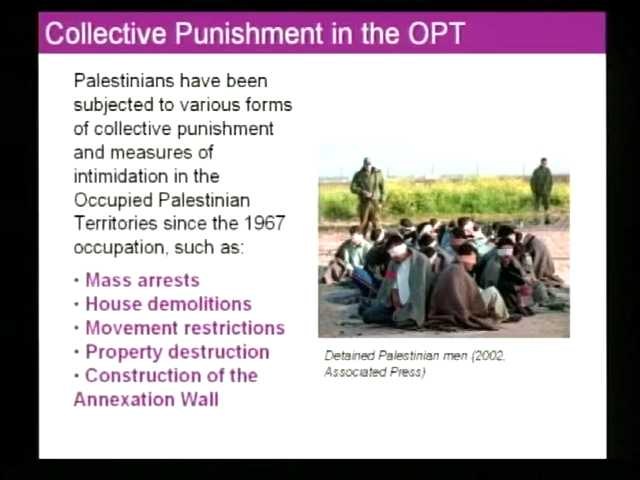 Collective Punishment in the OPT
Palestinians have been
subjected to various forms
of collective punishment
and measures of
intimidation in the
Occupied Palestinian
Territories since the 1967
occupation, such as:
• Mass arrests
• House demolitions
• Movement restrictions
• Property destruction
• Construction of the
Annexation Wall
Detained Palestinian men (2002,
Associated Press)